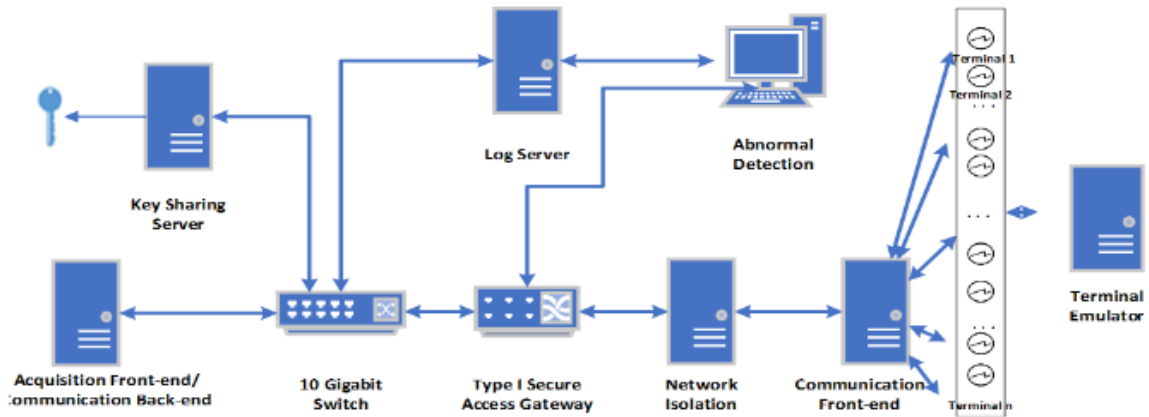 Terminal 1
Terminal 2
...
Log Server
Abnormal
Detection
Key Sharing
Server
...
Terminal
Emulator
...
Acquisition Front-end/
Communication Back-end
10 Gigabit
Switch
Type I Secure
Access Gateway
Network
Isolation
Communication
Front-end
Terminal n